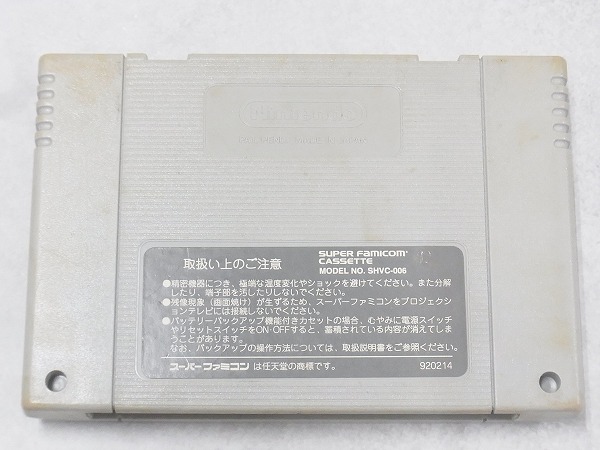 Nintendo
取扱い上のご注意
SUPER FAMICOM
CASSETTE
MODEL NO. SHVC-006
●精密機器につき、極端な温度変化やショックを避けてください。また分解
したり、端子部を汚したりしないでください。
●残像現象(画面焼け)が生ずるため、スーパーファミコンをプロジェクシ
ョンテレビには接続しないでください。
●バッテリーバックアップ機能付きカセットの場合、むやみに電源スイッチ
やリセットスイッチをON・OFFすると、蓄積されている内容が消えてしま
うことがあります。
なお、バックアップの操作方法については、取扱説明書をご参照ください。
スーパーファミコン は任天堂の商標です。
920214